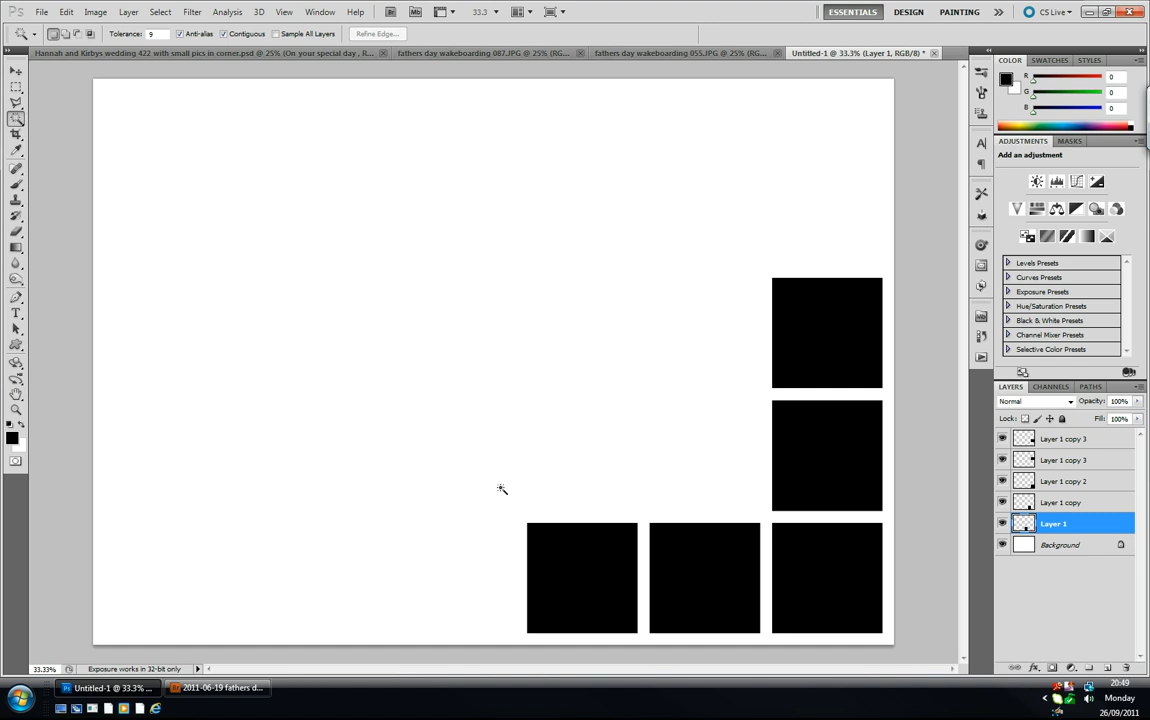 Ps File Edit Image Layer Select Filter Analysis 3D View Window Help Br Mb 33.3 ESSENTIALS DESIGN PAINTING CS Live
Tolerance: 9 Anti-alias Contiguous Sample All Layers Refine Edge...
Hannah and Kirbys wedding 422 with small pics in corner.psd @ 25% (On your special day , R... fathers day wakeboarding 087.JPG @ 25% (RG... fathers day wakeboarding 055.JPG @ 25% (RG... Untitled-1 @ 33.3% (Layer 1, RGB/8) *
COLOR SWATCHES STYLES
R 0
G 0
B 0
ADJUSTMENTS MASKS
Add an adjustment
Levels Presets
Curves Presets
Exposure Presets
Hue/Saturation Presets
Black & White Presets
Channel Mixer Presets
Selective Color Presets
LAYERS CHANNELS PATHS
Normal Opacity: 100%
Lock: Fill: 100%
Layer 1 copy 3
Layer 1 copy 3
Layer 1 copy 2
Layer 1 copy
Layer 1
Background
33.33% Exposure works in 32-bit only
Untitled-1 @ 33.3% ... 2011-06-19 fathers d...
20:49
Monday
26/09/2011